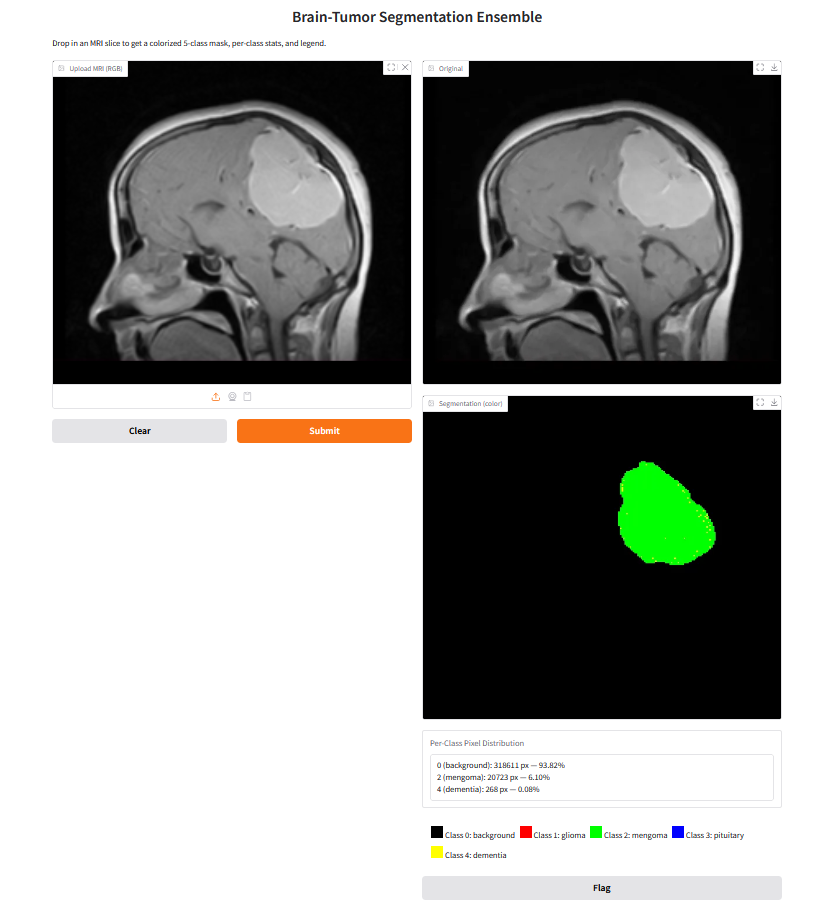 Brain-Tumor Segmentation Ensemble
Drop in an MRI slice to get a colorized 5-class mask, per-class stats, and legend.
Upload MRI (RGB)
Original
Clear
Submit
Segmentation (color)
Per-Class Pixel Distribution
0 (background): 318611 px — 93.82%
2 (mengoma): 20723 px — 6.10%
4 (dementia): 268 px — 0.08%
Class 0: background Class 1: glioma Class 2: mengoma Class 3: pituitary
Class 4: dementia
Flag